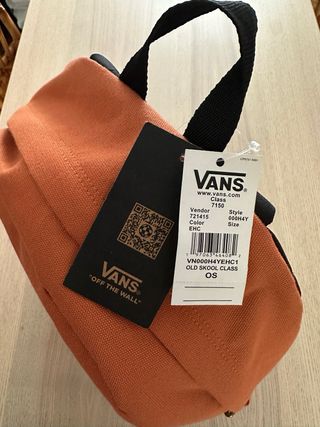 VANS
"OFF THE WALL"
VANS®
www.vans.com
Class
7150
Vendor Style
721415 000H4Y
Color Size
EHC
VN000H4YEHC1
OLD SKOOL CLASS
OS